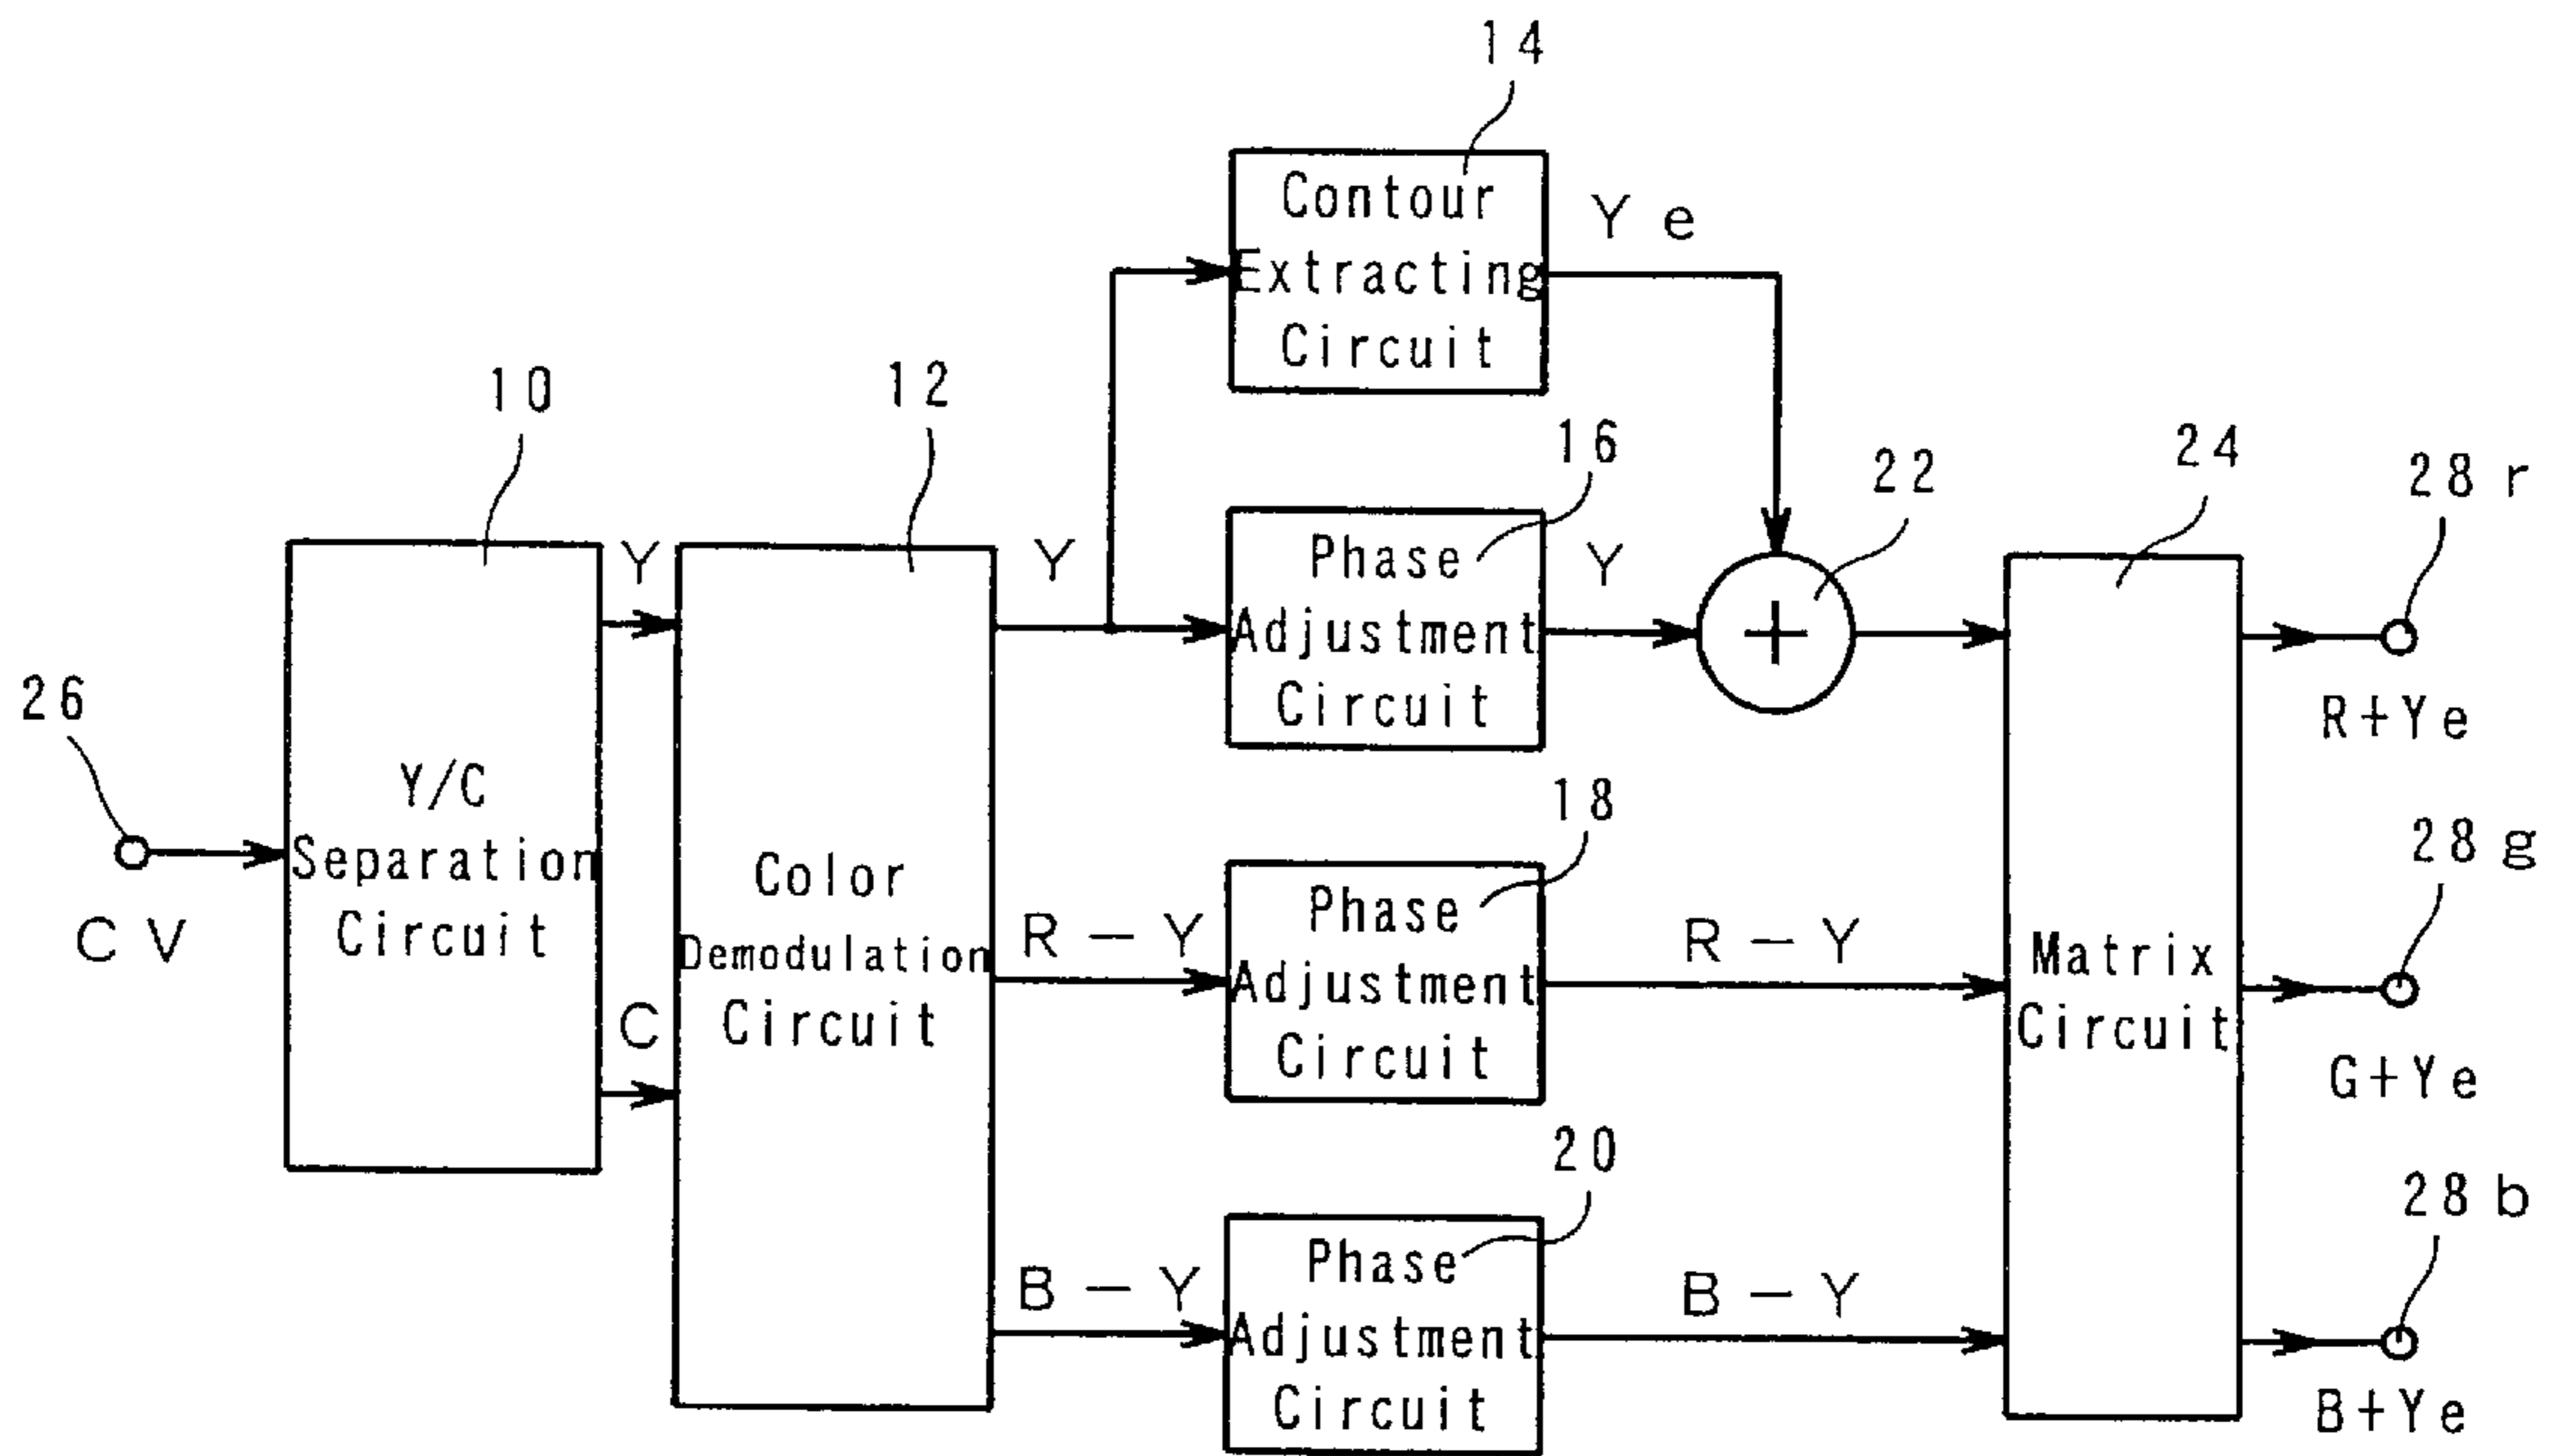 14
Contour
Extracting
Circuit
Ye
10
12
16
22
24
28r
Y
Y
Phase
Adjustment
Circuit
Y
+
R+Ye
26
CV
Y/C
Separation
Circuit
C
Color
Demodulation
Circuit
18
R-Y
Phase
Adjustment
Circuit
R-Y
Matrix
Circuit
28g
G+Ye
20
B-Y
Phase
Adjustment
Circuit
B-Y
28b
B+Ye